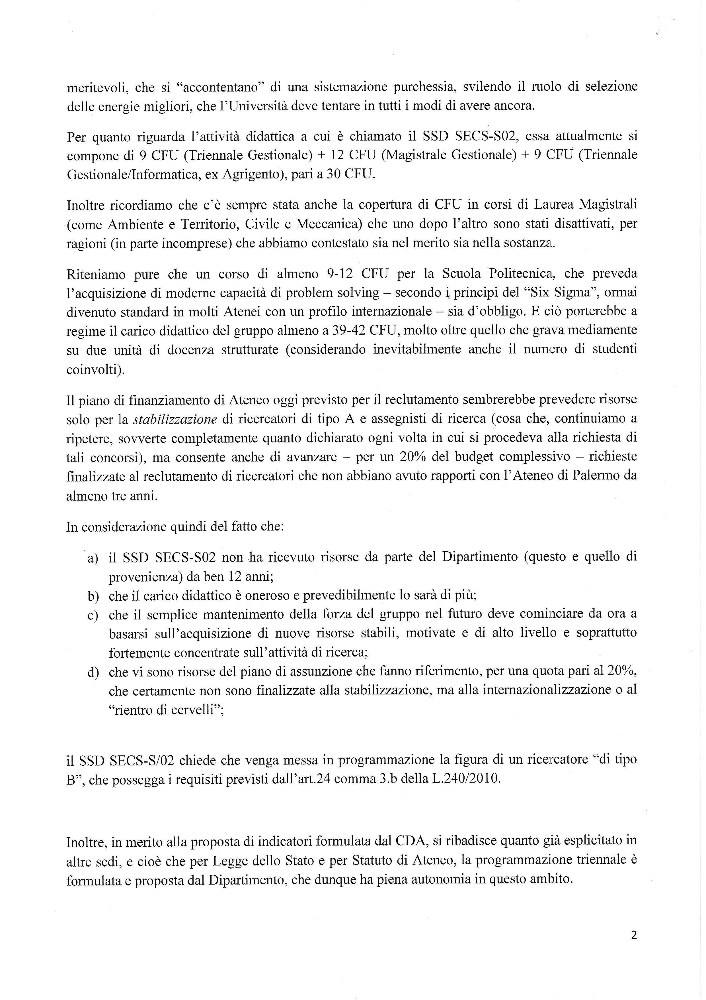 meritevoli, che si “accontentano” di una sistemazione purchessia, svilendo il ruolo di selezione
delle energie migliori, che l’Università deve tentare in tutti i modi di avere ancora.
Per quanto riguarda l’attività didattica a cui è chiamato il SSD SECS-S02, essa attualmente si
compone di 9 CFU (Triennale Gestionale) + 12 CFU (Magistrale Gestionale) + 9 CFU (Triennale
Gestionale/Informatica, ex Agrigento), pari a 30 CFU.
Inoltre ricordiamo che c’è sempre stata anche la copertura di CFU in corsi di Laurea Magistrali
(come Ambiente e Territorio, Civile e Meccanica) che uno dopo l’altro sono stati disattivati, per
ragioni (in parte incomprese) che abbiamo contestato sia nel merito sia nella sostanza.
Riteniamo pure che un corso di almeno 9-12 CFU per la Scuola Politecnica, che preveda
l’acquisizione di moderne capacità di problem solving – secondo i principi del “Six Sigma”, ormai
divenuto standard in molti Atenei con un profilo internazionale – sia d’obbligo. E ciò porterebbe a
regime il carico didattico del gruppo almeno a 39-42 CFU, molto oltre quello che grava mediamente
su due unità di docenza strutturate (considerando inevitabilmente anche il numero di studenti
coinvolti).
Il piano di finanziamento di Ateneo oggi previsto per il reclutamento sembrerebbe prevedere risorse
solo per la stabilizzazione di ricercatori di tipo A e assegnisti di ricerca (cosa che, continuiamo a
ripetere, sovverte completamente quanto dichiarato ogni volta in cui si procedeva alla richiesta di
tali concorsi), ma consente anche di avanzare – per un 20% del budget complessivo – richieste
finalizzate al reclutamento di ricercatori che non abbiano avuto rapporti con l’Ateneo di Palermo da
almeno tre anni.
In considerazione quindi del fatto che:
a) il SSD SECS-S02 non ha ricevuto risorse da parte del Dipartimento (questo e quello di
provenienza) da ben 12 anni;
b) che il carico didattico è oneroso e prevedibilmente lo sarà di più;
c) che il semplice mantenimento della forza del gruppo nel futuro deve cominciare da ora a
basarsi sull’acquisizione di nuove risorse stabili, motivate e di alto livello e soprattutto
fortemente concentrate sull’attività di ricerca;
d) che vi sono risorse del piano di assunzione che fanno riferimento, per una quota pari al 20%,
che certamente non sono finalizzate alla stabilizzazione, ma alla internazionalizzazione o al
“rientro di cervelli”;
il SSD SECS-S/02 chiede che venga messa in programmazione la figura di un ricercatore “di tipo
B”, che possegga i requisiti previsti dall’art.24 comma 3.b della L.240/2010.
Inoltre, in merito alla proposta di indicatori formulata dal CDA, si ribadisce quanto già esplicitato in
altre sedi, e cioè che per Legge dello Stato e per Statuto di Ateneo, la programmazione triennale è
formulata e proposta dal Dipartimento, che dunque ha piena autonomia in questo ambito.
2